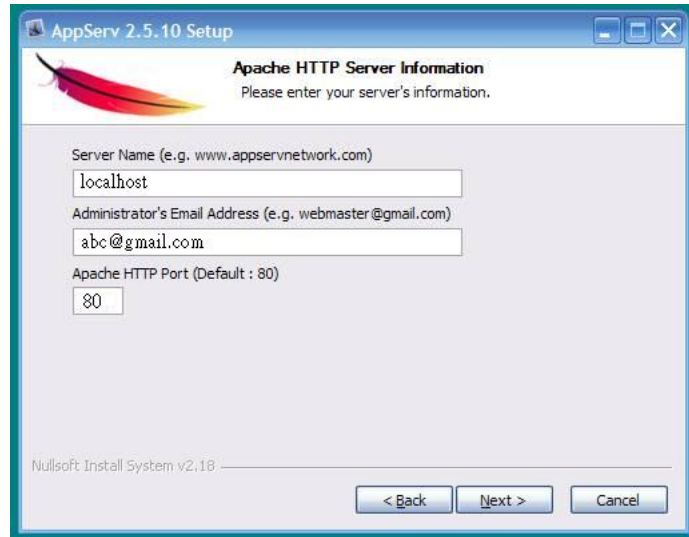 AppServ 2.5.10 Setup
Apache HTTP Server Information
Please enter your server's information.
Server Name (e.g. www.appservnetwork.com)
localhost
Administrator's Email Address (e.g. webmaster@gmail.com)
abc@gmail.com
Apache HTTP Port (Default : 80)
80
Nullsoft Install System v2.18
< Back Next > Cancel